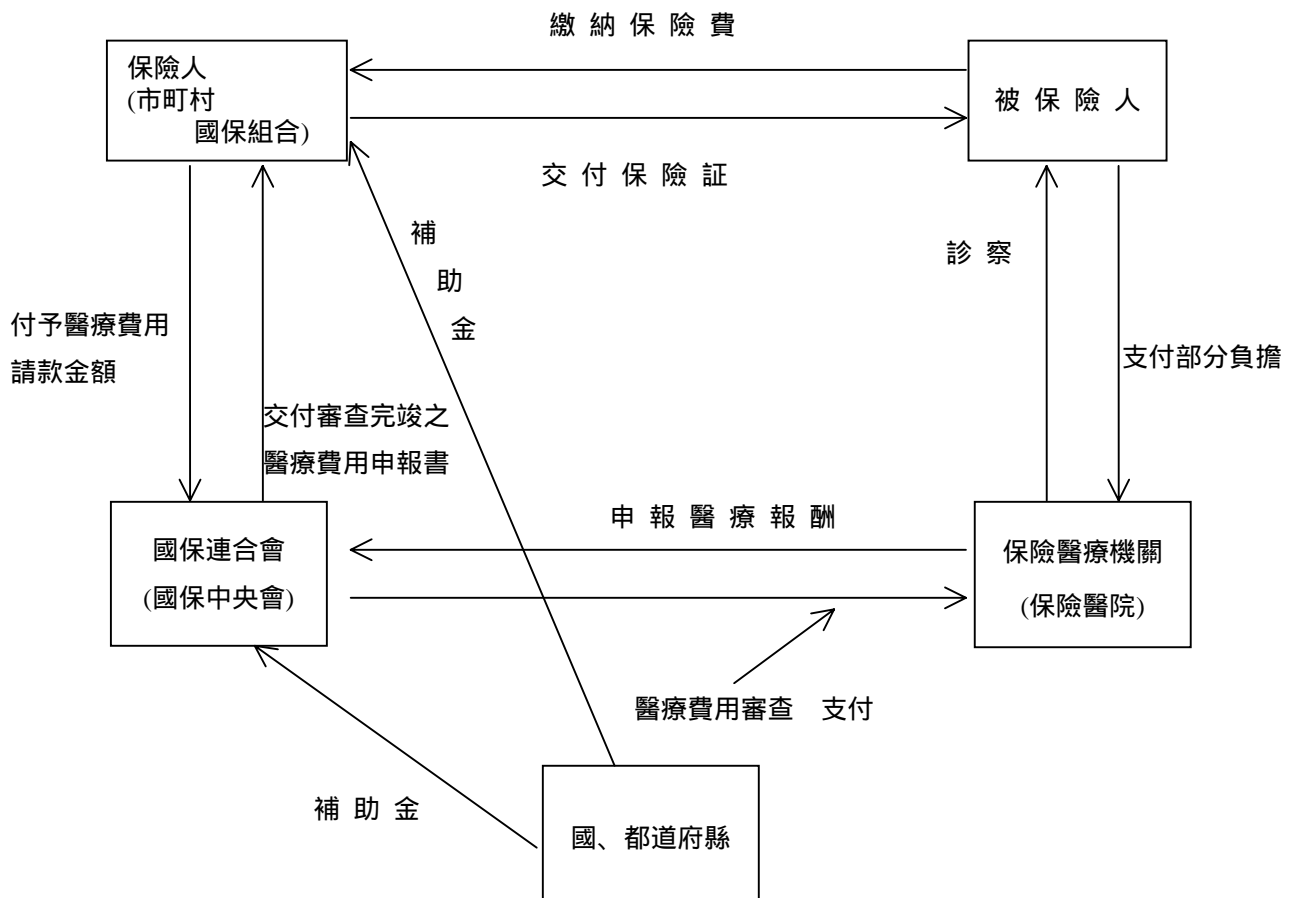 繳納保險費
保險人
(市町村
國保組合)
被保險人
交付保險証
補
助
金
診察
付予醫療費用
請款金額
支付部分負擔
交付審查完竣之
醫療費用申報書
申報醫療報酬
國保連合會
(國保中央會)
保險醫療機關
(保險醫院)
醫療費用審查　支付
補助金
國、都道府縣